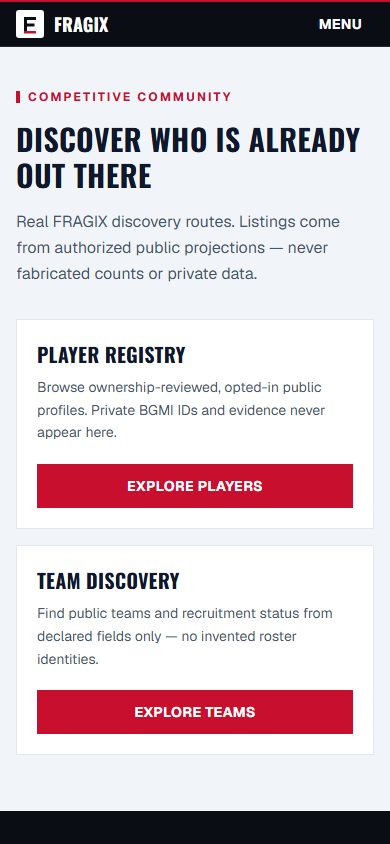 E FRAGIX MENU
COMPETITIVE COMMUNITY
DISCOVER WHO IS ALREADY
OUT THERE
Real FRAGIX discovery routes. Listings come
from authorized public projections — never
fabricated counts or private data.
PLAYER REGISTRY
Browse ownership-reviewed, opted-in public
profiles. Private BGMI IDs and evidence never
appear here.
EXPLORE PLAYERS
TEAM DISCOVERY
Find public teams and recruitment status from
declared fields only — no invented roster
identities.
EXPLORE TEAMS